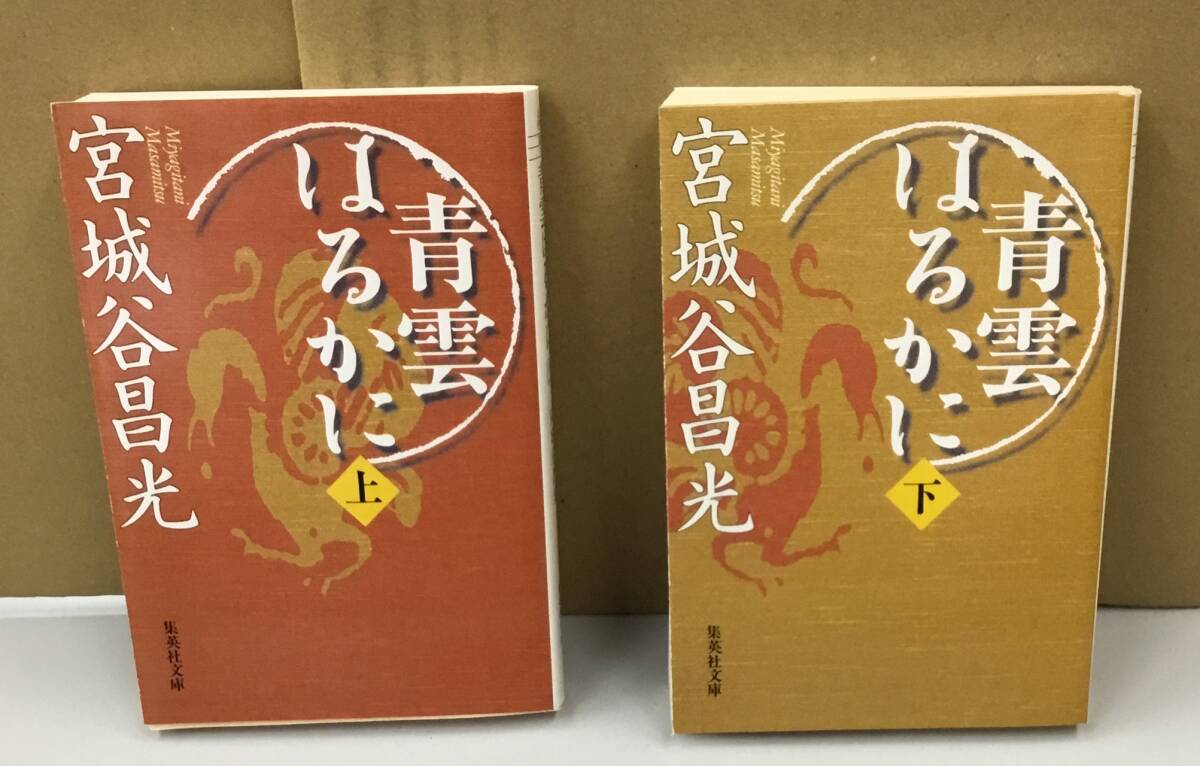 青雲
はるかに
上
Miyagitani
Masamitsu
宮城谷昌光
集英社文庫
青雲
はるかに
下
Miyagitani
Masamitsu
宮城谷昌光
集英社文庫